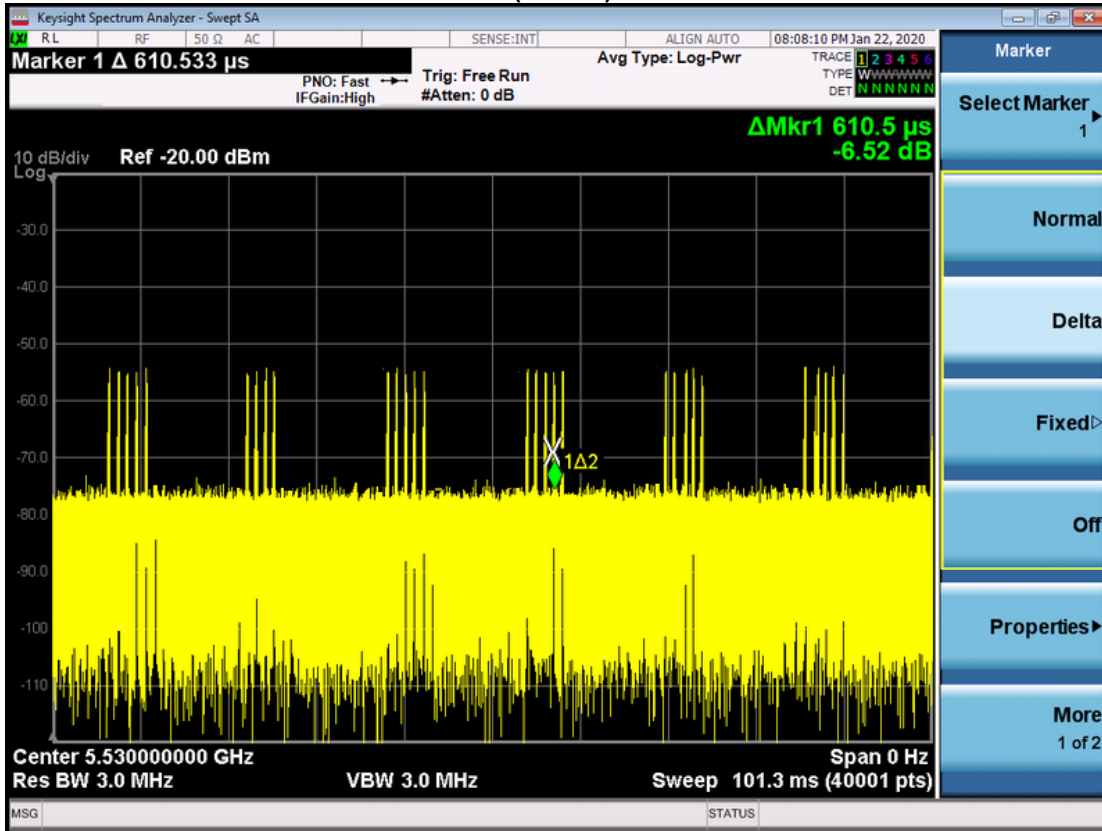 Keysight Spectrum Analyzer - Swept SA
LXI RL RF 50 Ω AC SENSE:INT ALIGN AUTO 08:08:10 PM Jan 22, 2020
Marker 1 Δ 610.533 µs
PNO: Fast
IFGain:High
Trig: Free Run
#Atten: 0 dB
Avg Type: Log-Pwr
TRACE 1 2 3 4 5 6
TYPE WWWWWW
DET N N N N N N
ΔMkr1 610.5 µs
-6.52 dB
10 dB/div Ref -20.00 dBm
Log
-30.0
-40.0
-50.0
-60.0
-70.0
-80.0
-90.0
-100
-110
1Δ2
Center 5.530000000 GHz Span 0 Hz
Res BW 3.0 MHz VBW 3.0 MHz Sweep 101.3 ms (40001 pts)
MSG STATUS
Marker
Select Marker
1
Normal
Delta
Fixed
Off
Properties
More
1 of 2